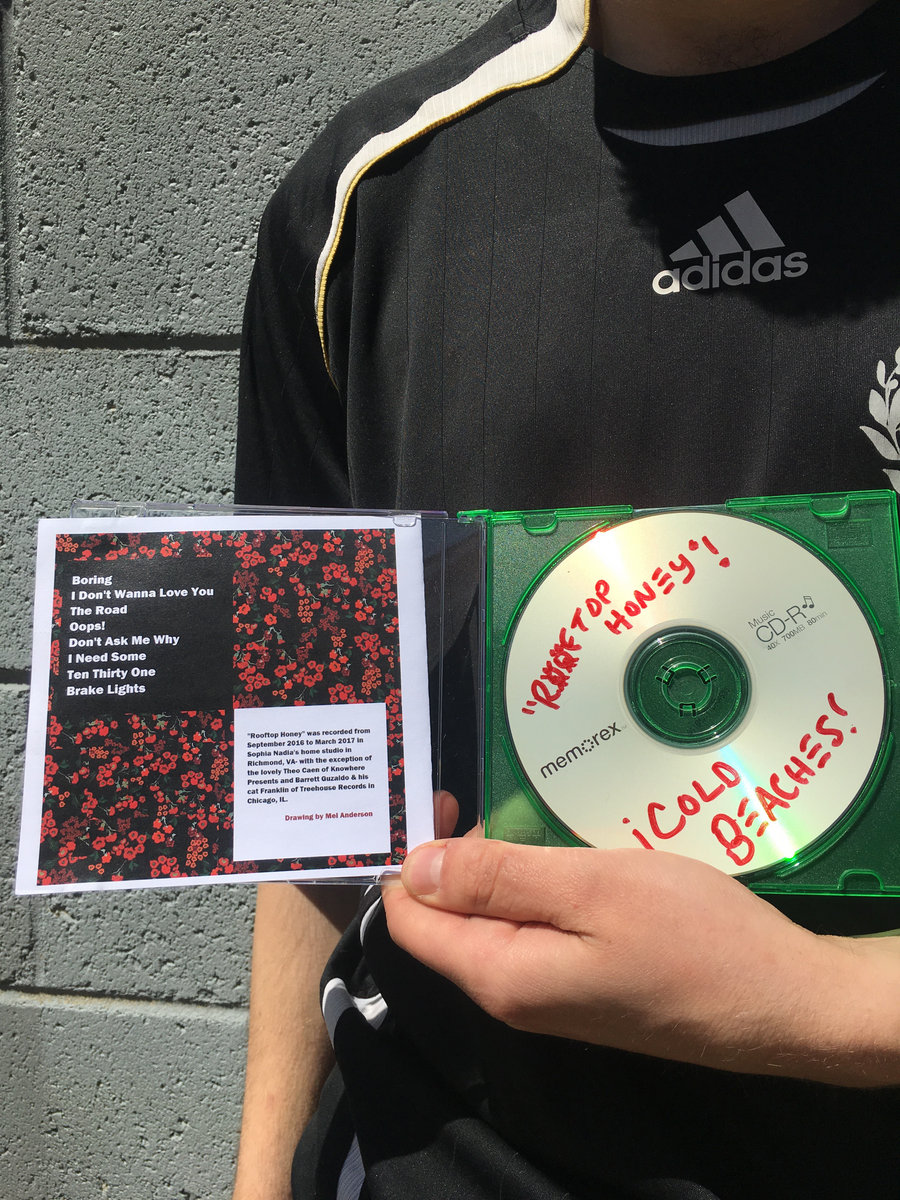 adidas
Boring
I Don't Wanna Love You
The Road
Oops!
Don't Ask Me Why
I Need Some
Ten Thirty One
Brake Lights
"Rooftop Honey" was recorded from
September 2016 to March 2017 in
Sophia Nadia's home studio in
Richmond, VA- with the exception of
the lovely Theo Caen of Knowhere
Presents and Barrett Guzaldo & his
cat Franklin of Treehouse Records in
Chicago, IL.
Drawing by Mel Anderson
"ROOFTOP
HONEY"!
Music
CD-R
40X 700MB 80min
memorex
¡COLD
BEACHES!